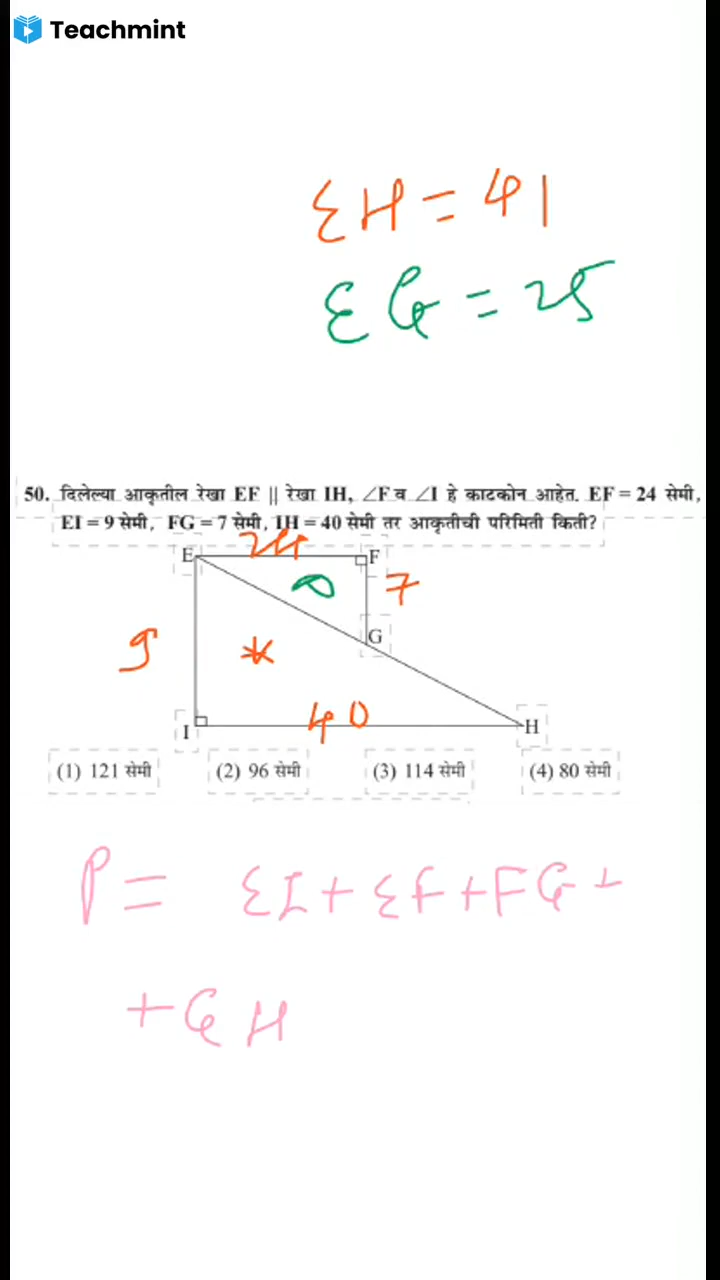 Teachmint
EH = 41
EG = 25
50. दिलेल्या आकृतील रेखा EF || रेखा IH, ∠F व ∠I हे काटकोन आहेत. EF = 24 सेमी,
EI = 9 सेमी, FG = 7 सेमी, IH = 40 सेमी तर आकृतीची परिमिती किती?
24
E F
7
G
9
40
I H
(1) 121 सेमी (2) 96 सेमी (3) 114 सेमी (4) 80 सेमी
P = EI + EF + FG +
+ GH